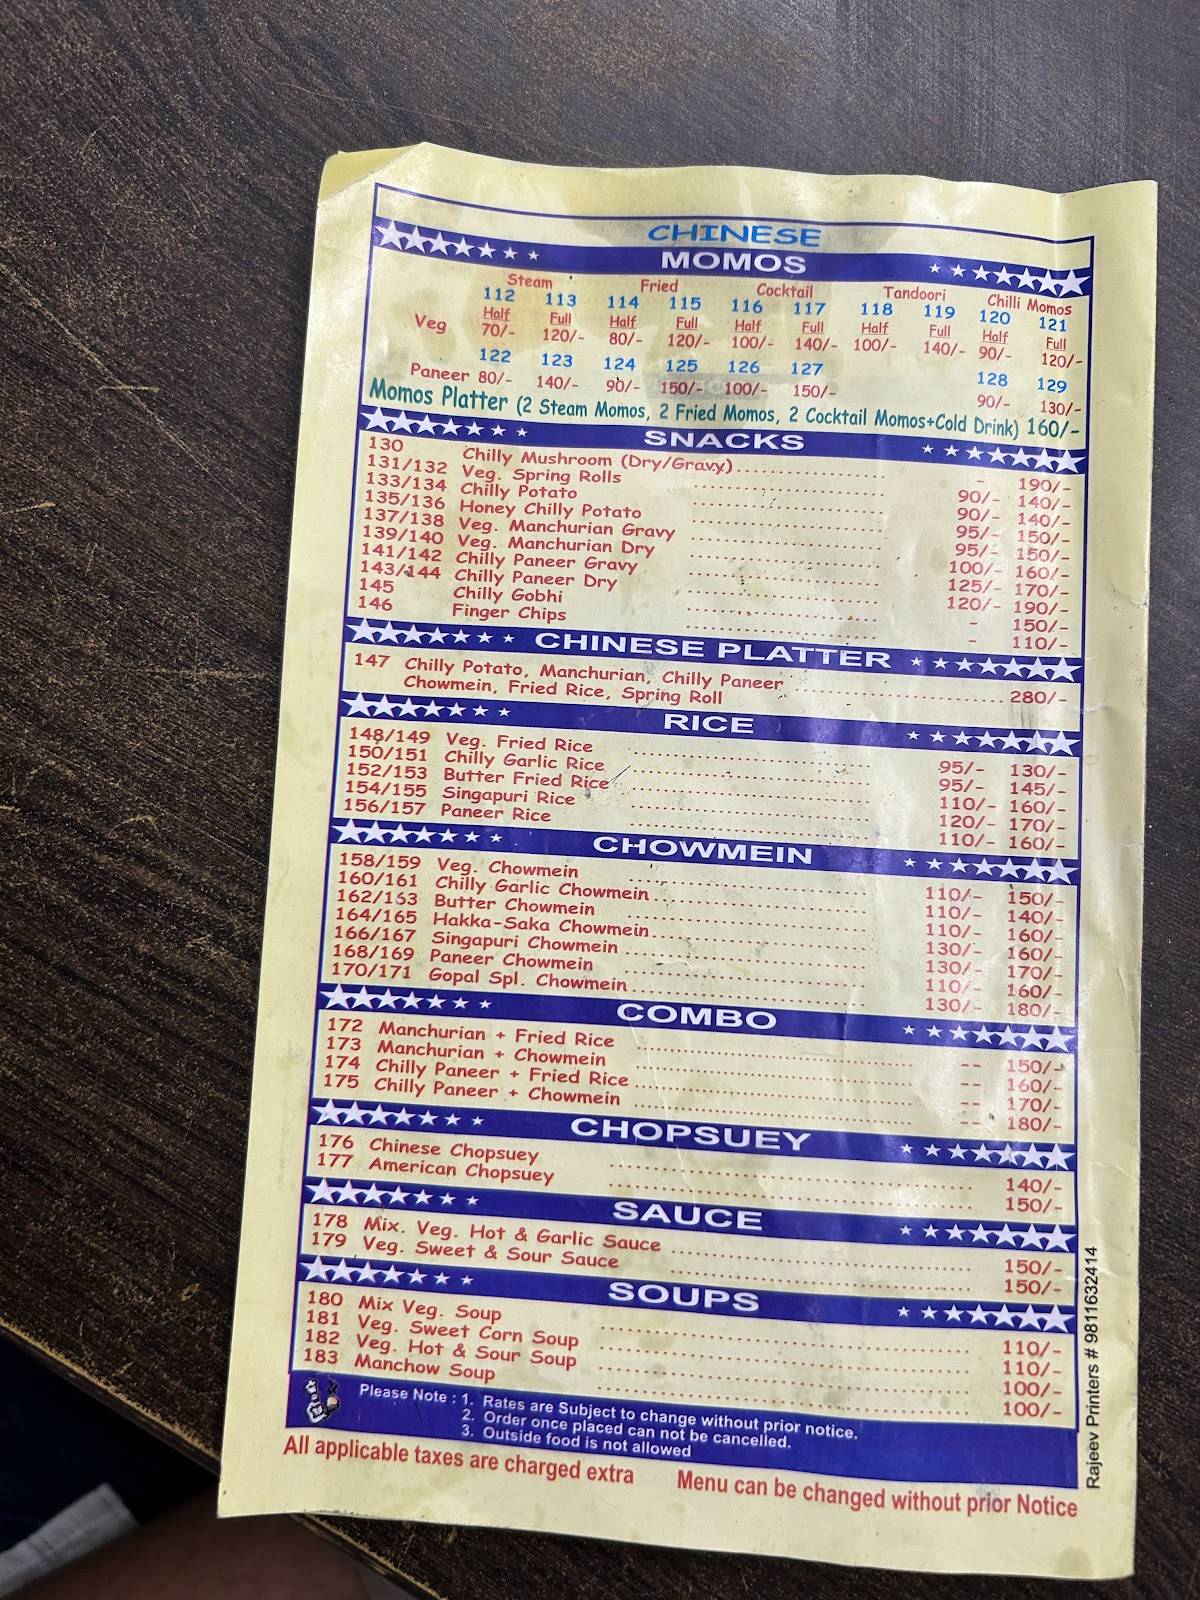 CHINESE
MOMOS
Steam Fried Cocktail Tandoori Chilli Momos
112 113 114 115 116 117 118 119 120 121
Half Full Half Full Half Full Half Full Half Full
Veg 70/- 120/- 80/- 120/- 100/- 140/- 100/- 140/- 90/- 120/-
122 123 124 125 126 127 128 129
Paneer 80/- 140/- 90/- 150/- 100/- 150/- 90/- 130/-
Momos Platter (2 Steam Momos, 2 Fried Momos, 2 Cocktail Momos+Cold Drink) 160/-
SNACKS
130 Chilly Mushroom (Dry/Gravy) - 190/-
131/132 Veg. Spring Rolls 90/- 140/-
133/134 Chilly Potato 90/- 140/-
135/136 Honey Chilly Potato 95/- 150/-
137/138 Veg. Manchurian Gravy 95/- 150/-
139/140 Veg. Manchurian Dry 100/- 160/-
141/142 Chilly Paneer Gravy 125/- 170/-
143/144 Chilly Paneer Dry 120/- 190/-
145 Chilly Gobhi - 150/-
146 Finger Chips - 110/-
CHINESE PLATTER
147 Chilly Potato, Manchurian, Chilly Paneer
Chowmein, Fried Rice, Spring Roll 280/-
RICE
148/149 Veg. Fried Rice 95/- 130/-
150/151 Chilly Garlic Rice 95/- 145/-
152/153 Butter Fried Rice 110/- 160/-
154/155 Singapuri Rice 120/- 170/-
156/157 Paneer Rice 110/- 160/-
CHOWMEIN
158/159 Veg. Chowmein 110/- 150/-
160/161 Chilly Garlic Chowmein 110/- 140/-
162/163 Butter Chowmein 110/- 160/-
164/165 Hakka-Saka Chowmein 130/- 160/-
166/167 Singapuri Chowmein 130/- 170/-
168/169 Paneer Chowmein 110/- 160/-
170/171 Gopal Spl. Chowmein 130/- 180/-
COMBO
172 Manchurian + Fried Rice -- 150/-
173 Manchurian + Chowmein -- 160/-
174 Chilly Paneer + Fried Rice -- 170/-
175 Chilly Paneer + Chowmein -- 180/-
CHOPSUEY
176 Chinese Chopsuey 140/-
177 American Chopsuey 150/-
SAUCE
178 Mix. Veg. Hot & Garlic Sauce 150/-
179 Veg. Sweet & Sour Sauce 150/-
SOUPS
180 Mix Veg. Soup 110/-
181 Veg. Sweet Corn Soup 110/-
182 Veg. Hot & Sour Soup 100/-
183 Manchow Soup 100/-
Please Note : 1. Rates are Subject to change without prior notice.
2. Order once placed can not be cancelled.
3. Outside food is not allowed
All applicable taxes are charged extra Menu can be changed without prior Notice
Rajeev Printers # 9811632414